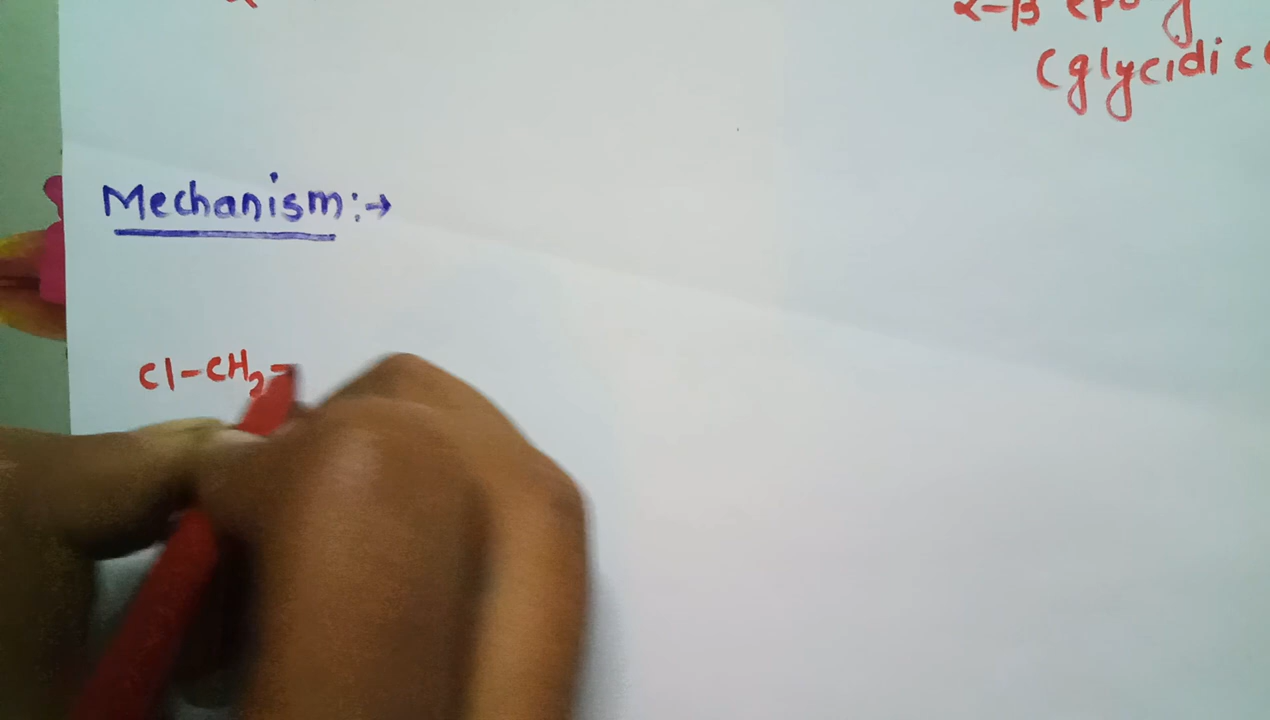 α-β
(glycidic
Mechanism:→
Cl-CH₂-